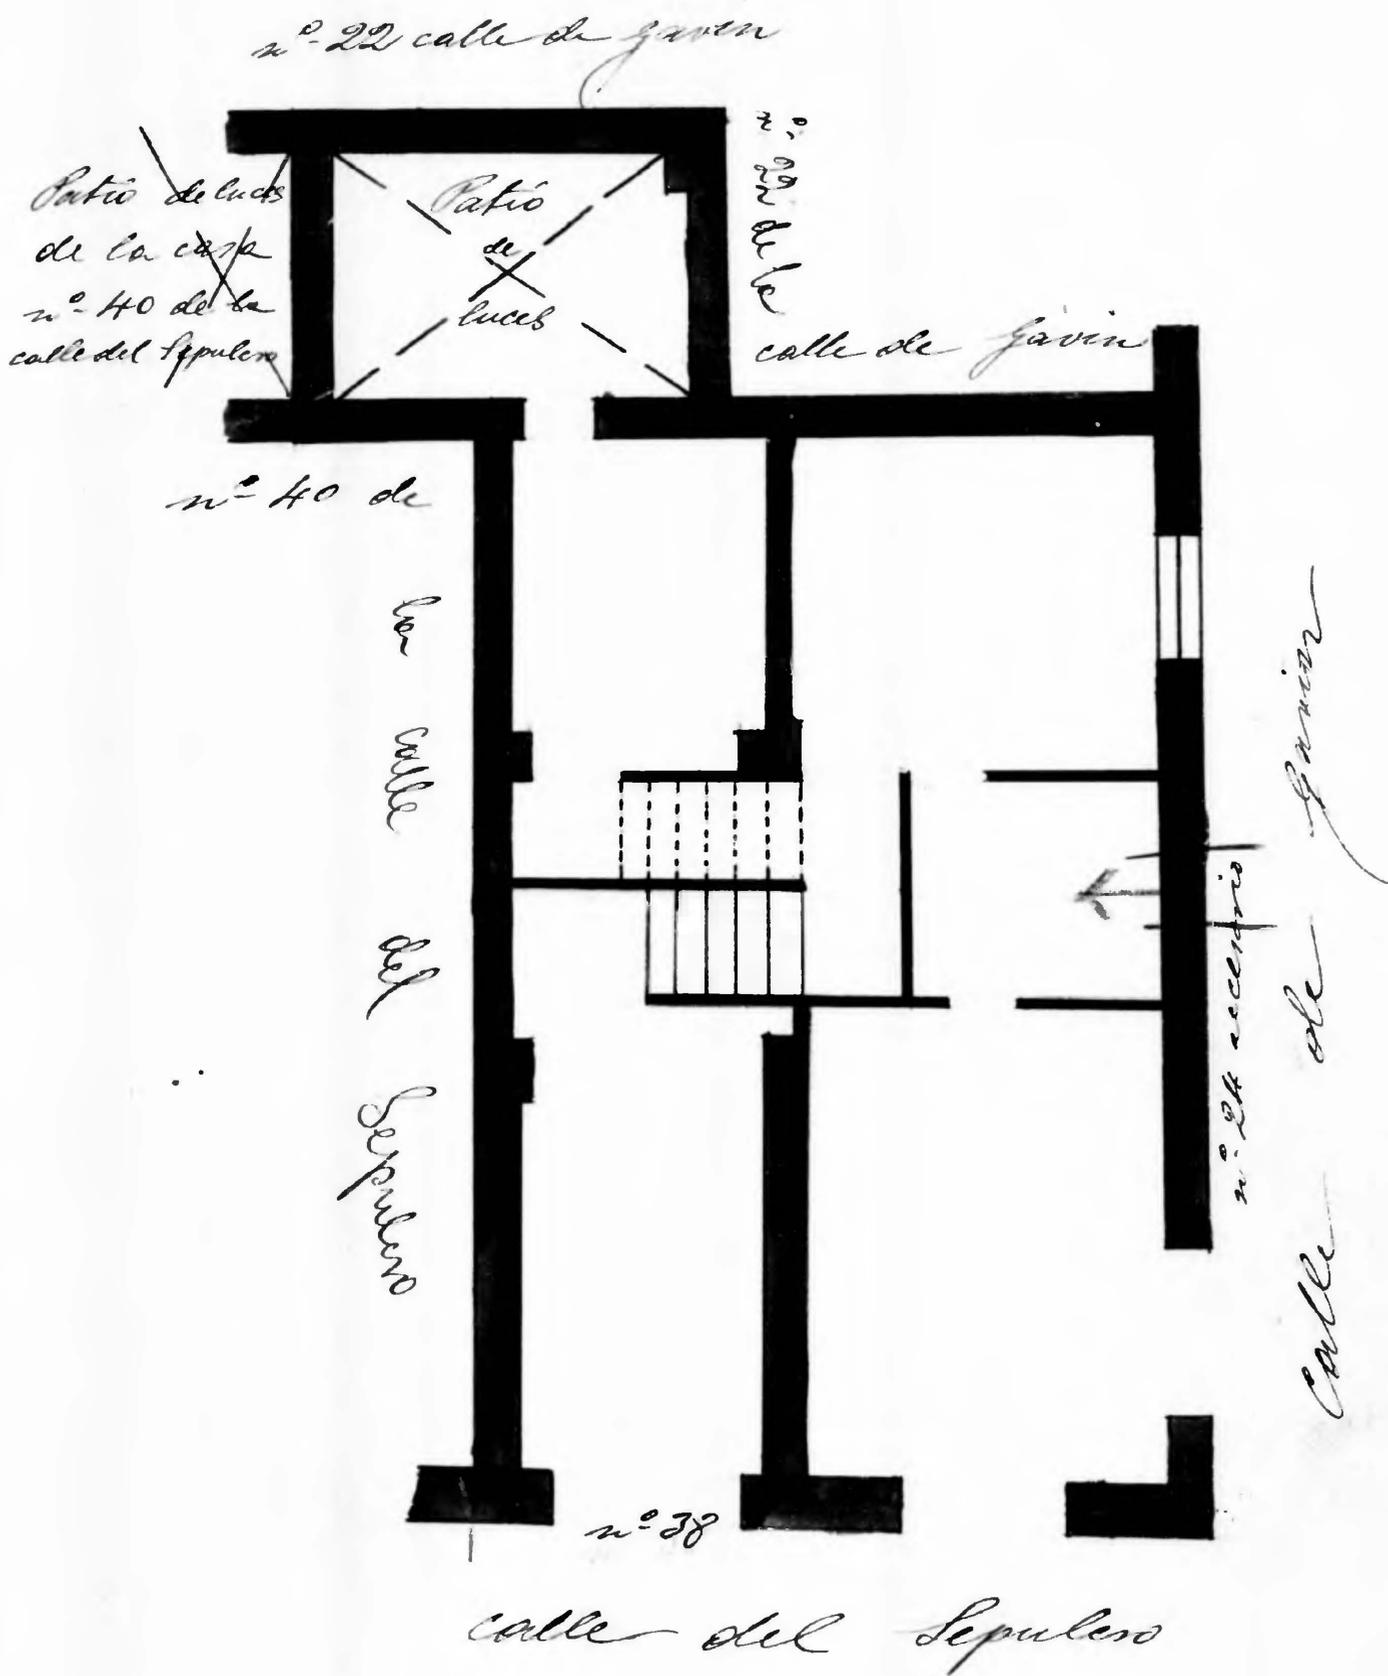 nº 22 calle de Gavin
nº 22 de la
calle de Gavin
Patio de luces
de la casa
nº 40 de la
calle del Sepulcro
Patio
de
luces
nº 40 de
la calle del Sepulcro
nº 24 accesorio
Calle de Gavin
nº 38
calle del Sepulcro